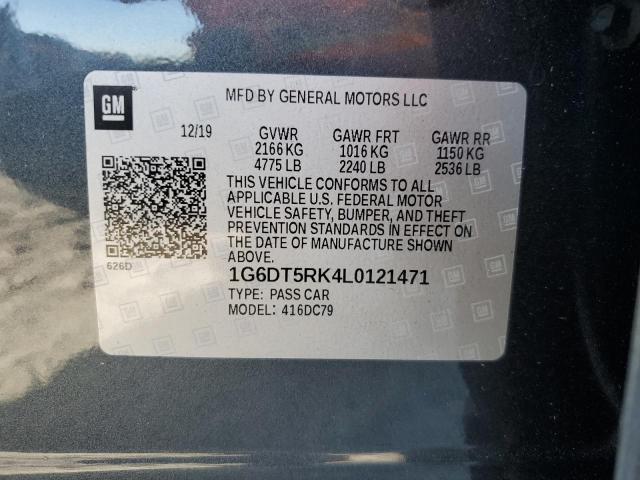 GM
MFD BY GENERAL MOTORS LLC
12/19 GVWR GAWR FRT GAWR RR
2166 KG 1016 KG 1150 KG
4775 LB 2240 LB 2536 LB
THIS VEHICLE CONFORMS TO ALL
APPLICABLE U.S. FEDERAL MOTOR
VEHICLE SAFETY, BUMPER, AND THEFT
PREVENTION STANDARDS IN EFFECT ON
THE DATE OF MANUFACTURE SHOWN
ABOVE.
626D
1G6DT5RK4L0121471
TYPE: PASS CAR
MODEL: 416DC79